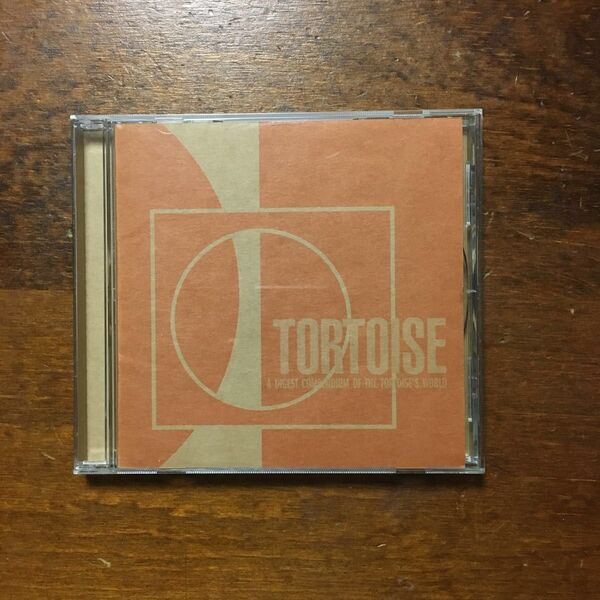 TORTOISE
A DIGEST COMPENDIUM OF THE TORTOISE'S WORLD